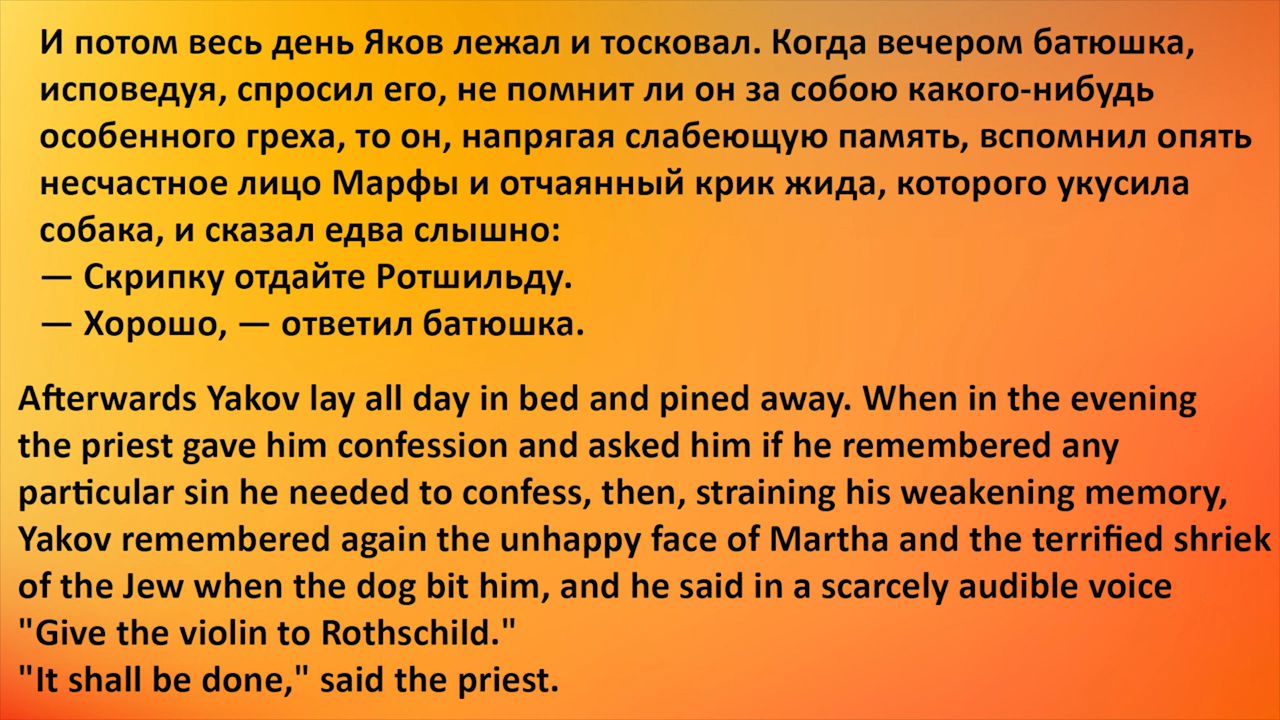 И потом весь день Яков лежал и тосковал. Когда вечером батюшка,
исповедуя, спросил его, не помнит ли он за собою какого-нибудь
особенного греха, то он, напрягая слабеющую память, вспомнил опять
несчастное лицо Марфы и отчаянный крик жида, которого укусила
собака, и сказал едва слышно:
— Скрипку отдайте Ротшильду.
— Хорошо, — ответил батюшка.
Afterwards Yakov lay all day in bed and pined away. When in the evening
the priest gave him confession and asked him if he remembered any
particular sin he needed to confess, then, straining his weakening memory,
Yakov remembered again the unhappy face of Martha and the terrified shriek
of the Jew when the dog bit him, and he said in a scarcely audible voice
"Give the violin to Rothschild."
"It shall be done," said the priest.